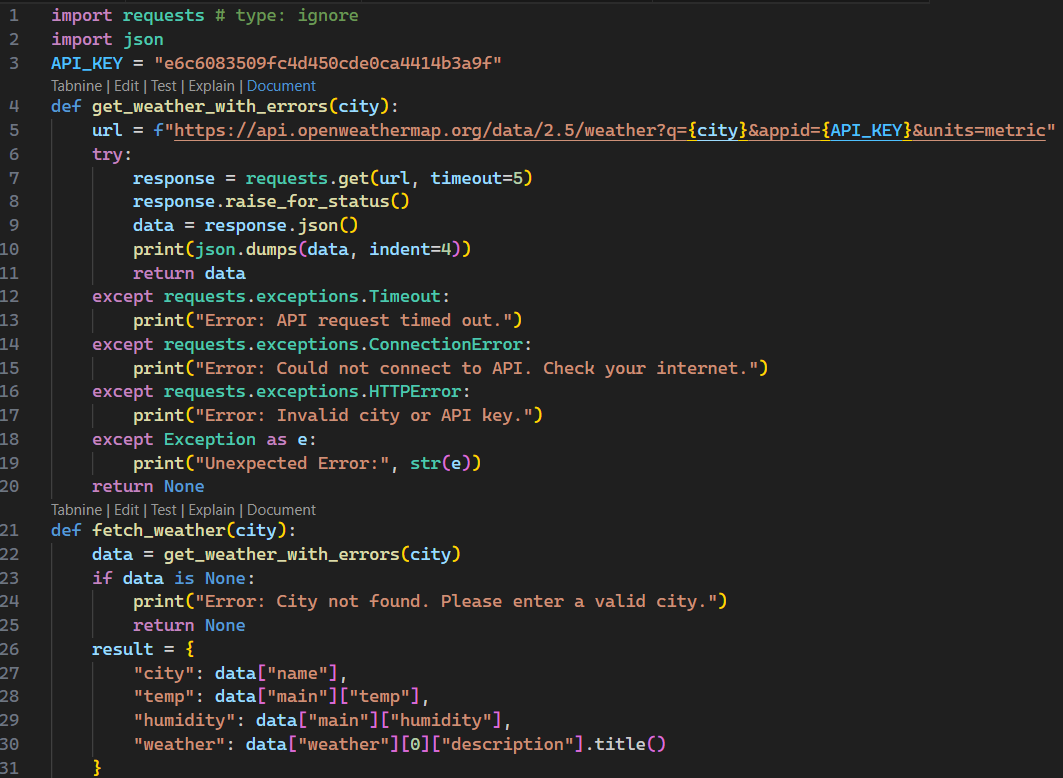 1 import requests # type: ignore
2 import json
3 API_KEY = "e6c6083509fc4d450cde0ca4414b3a9f"
Tabnine | Edit | Test | Explain | Document
4 def get_weather_with_errors(city):
5     url = f"https://api.openweathermap.org/data/2.5/weather?q={city}&appid={API_KEY}&units=metric"
6     try:
7         response = requests.get(url, timeout=5)
8         response.raise_for_status()
9         data = response.json()
10         print(json.dumps(data, indent=4))
11         return data
12     except requests.exceptions.Timeout:
13         print("Error: API request timed out.")
14     except requests.exceptions.ConnectionError:
15         print("Error: Could not connect to API. Check your internet.")
16     except requests.exceptions.HTTPError:
17         print("Error: Invalid city or API key.")
18     except Exception as e:
19         print("Unexpected Error:", str(e))
20     return None
Tabnine | Edit | Test | Explain | Document
21 def fetch_weather(city):
22     data = get_weather_with_errors(city)
23     if data is None:
24         print("Error: City not found. Please enter a valid city.")
25         return None
26     result = {
27         "city": data["name"],
28         "temp": data["main"]["temp"],
29         "humidity": data["main"]["humidity"],
30         "weather": data["weather"][0]["description"].title()
31     }